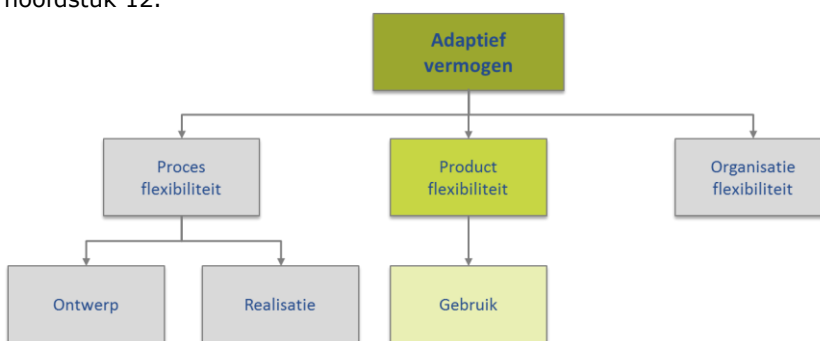 hoofdstuk 12.
Adaptief
vermogen
Proces
flexibiliteit
Product
flexibiliteit
Organisatie
flexibiliteit
Ontwerp
Realisatie
Gebruik